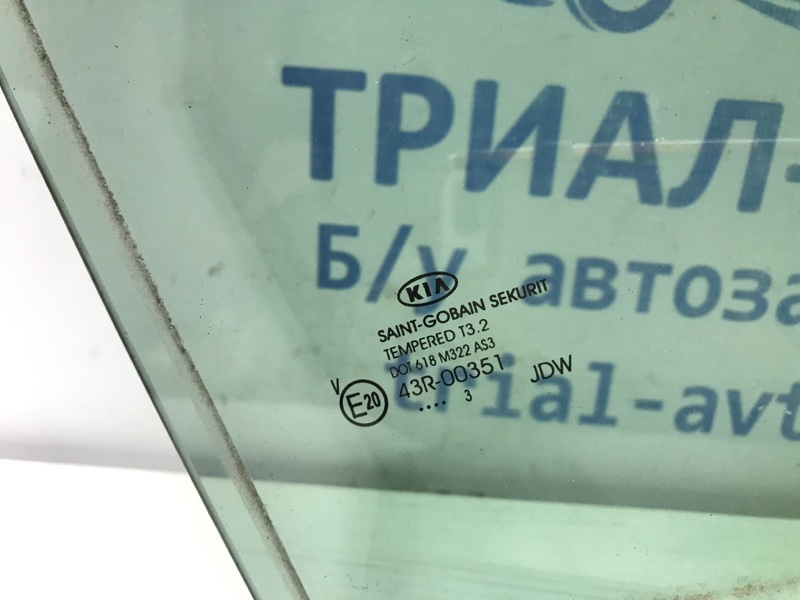 ТРИАЛ-
Б/у автоза
trial-avt
KIA
SAINT-GOBAIN SEKURIT
TEMPERED T3.2
DOT 618 M322 AS3
V
E20 43R-00351 JDW
.... 3